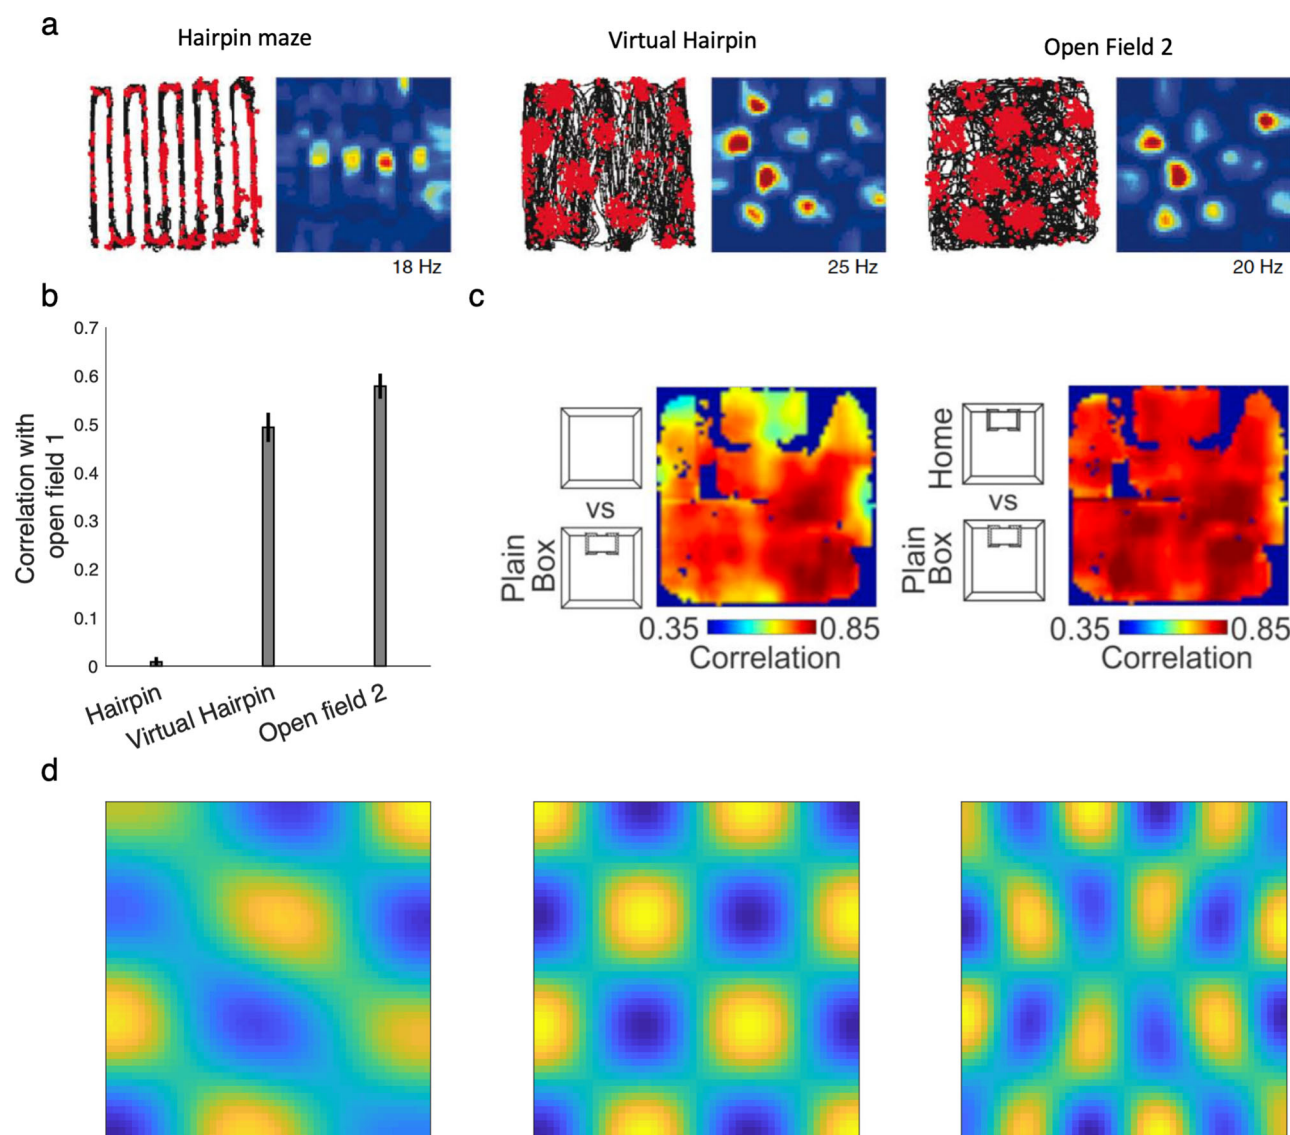 a
Hairpin maze
Virtual Hairpin
Open Field 2
18 Hz
25 Hz
20 Hz
b
Correlation with
open field 1
0.7
0.6
0.5
0.4
0.3
0.2
0.1
0
Hairpin
Virtual Hairpin
Open field 2
c
vs
Plain
Box
0.35
0.85
Correlation
Home
vs
Plain
Box
0.35
0.85
Correlation
d